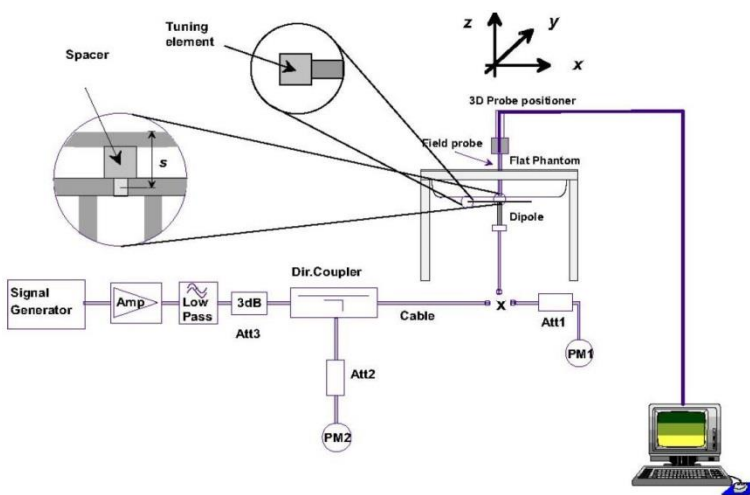 Tuning
element
Spacer
s
z
y
x
3D Probe positioner
Field probe
Flat Phantom
Dipole
Dir.Coupler
Signal
Generator
Amp
Low
Pass
3dB
Att3
Cable
x
Att1
PM1
Att2
PM2